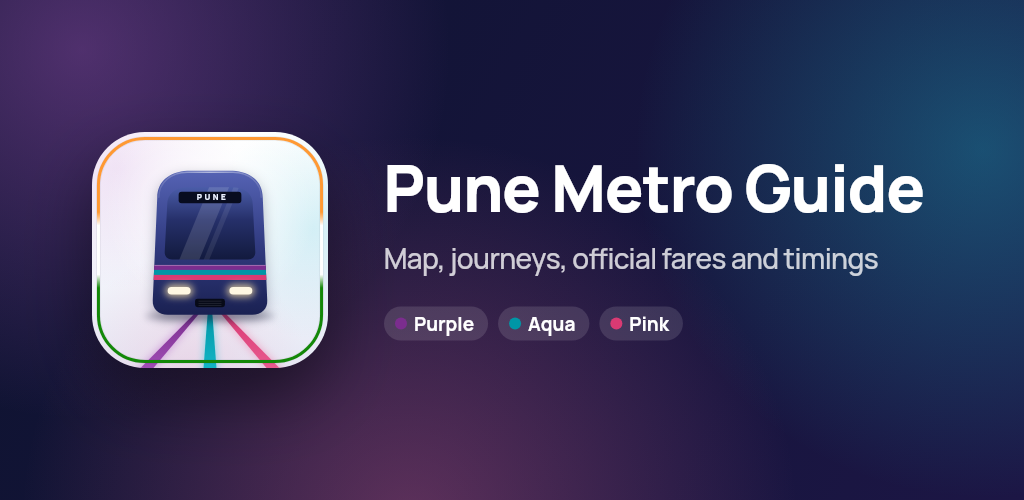 PUNE
Pune Metro Guide
Map, journeys, official fares and timings
Purple Aqua Pink